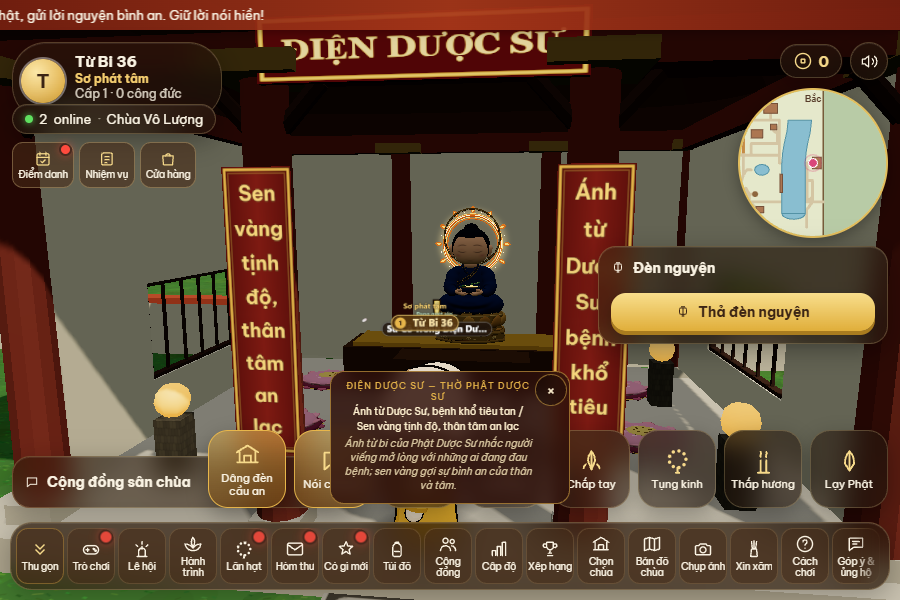 hật, gửi lời nguyện bình an. Giữ lời nói hiền!
ĐIỆN DƯỢC SƯ
T
Từ Bi 36
Sơ phát tâm
Cấp 1 · 0 công đức
2 online · Chùa Vô Lượng
0
Bắc
Điểm danh
Nhiệm vụ
Cửa hàng
Sen
vàng
tịnh
độ,
thân
tâm
an
lạc
Ánh
từ
bệnh
khổ
tiêu
Đèn nguyện
Thả đèn nguyện
Sơ phát tâm
1 Từ Bi 36
ĐIỆN DƯỢC SƯ — THỜ PHẬT DƯỢC
SƯ
×
Ánh từ Dược Sư, bệnh khổ tiêu tan /
Sen vàng tịnh độ, thân tâm an lạc
Ánh từ bi của Phật Dược Sư nhắc người
viếng mở lòng với những ai đang đau
bệnh; sen vàng gợi sự bình an của thân
và tâm.
Cộng đồng sân chùa
Dâng đèn
cầu an
Nói c
Chắp tay
Tụng kinh
Thắp hương
Lạy Phật
Thu gọn
Trò chơi
Lễ hội
Hành
trình
Lần hạt
Hòm thư
Có gì mới
Túi đồ
Cộng
đồng
Cấp độ
Xếp hạng
Chọn
chùa
Bản đồ
chùa
Chụp ảnh
Xin xăm
Cách
chơi
Góp ý &
ủng hộ